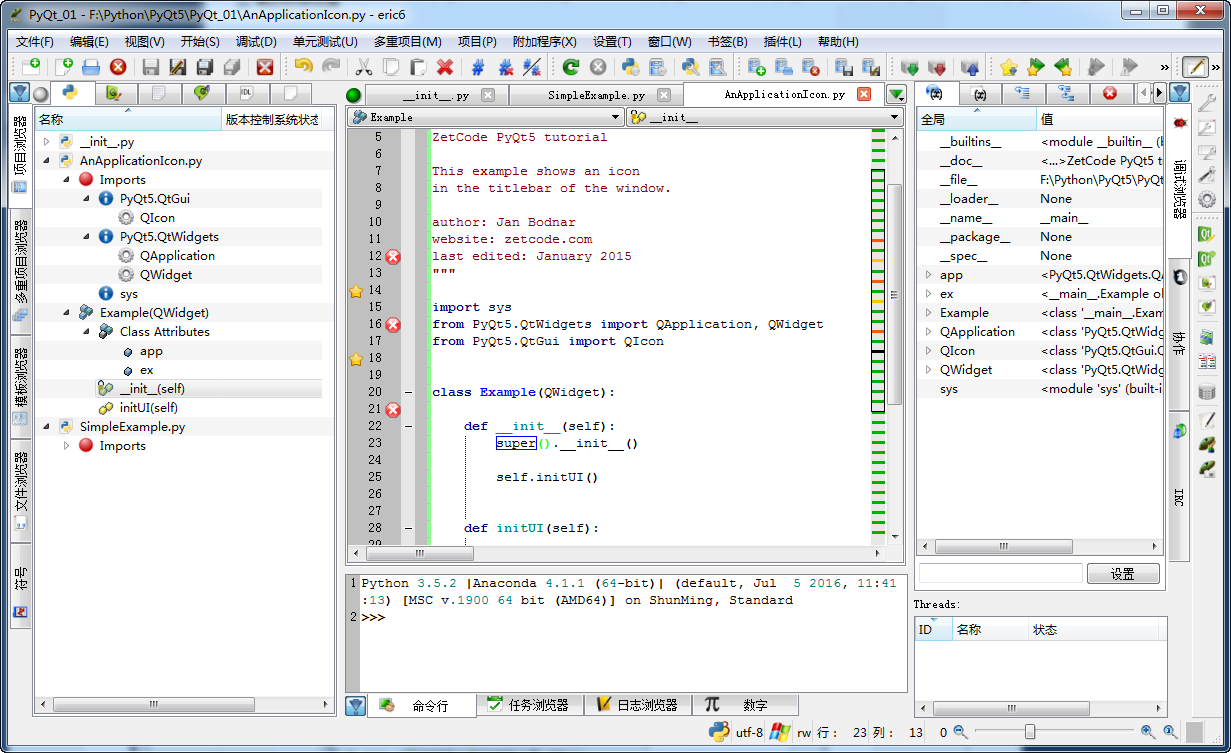 PyQt_01 - F:\Python\PyQt5\PyQt_01\AnApplicationIcon.py - eric6
文件(F) 编辑(E) 视图(V) 开始(S) 调试(D) 单元测试(U) 多重项目(M) 项目(P) 附加程序(X) 设置(T) 窗口(W) 书签(B) 插件(L) 帮助(H)
项目浏览器
多重项目浏览器
模板浏览器
文件浏览器
符号
IDL
名称 版本控制系统状态
__init__.py
AnApplicationIcon.py
Imports
PyQt5.QtGui
QIcon
PyQt5.QtWidgets
QApplication
QWidget
sys
Example(QWidget)
Class Attributes
app
ex
__init__(self)
initUI(self)
SimpleExample.py
Imports
__init__.py SimpleExample.py AnApplicationIcon.py
Example __init__
5 ZetCode PyQt5 tutorial
6
7 This example shows an icon
8 in the titlebar of the window.
9
10 author: Jan Bodnar
11 website: zetcode.com
12 last edited: January 2015
13 """
14
15 import sys
16 from PyQt5.QtWidgets import QApplication, QWidget
17 from PyQt5.QtGui import QIcon
18
19
20 class Example(QWidget):
21
22 def __init__(self):
23 super().__init__()
24
25 self.initUI()
26
27
28 def initUI(self):
29
1 Python 3.5.2 |Anaconda 4.1.1 (64-bit)| (default, Jul  5 2016, 11:41
:13) [MSC v.1900 64 bit (AMD64)] on ShunMing, Standard
2 >>>
命令行 任务浏览器 日志浏览器 数字
全局 值
__builtins__ <module '__builtin__' (b
__doc__ <...>ZetCode PyQt5 t
__file__ F:\Python\PyQt5\PyQt
__loader__ None
__name__ __main__
__package__ None
__spec__ None
app <PyQt5.QtWidgets.QA
ex <__main__.Example ob
Example <class '__main__.Exam
QApplication <class 'PyQt5.QtWidg
QIcon <class 'PyQt5.QtGui.Q
QWidget <class 'PyQt5.QtWidg
sys <module 'sys' (built-i
设置
Threads:
ID 名称 状态
调试浏览器
协作
IRC
utf-8 rw 行: 23 列: 13 0